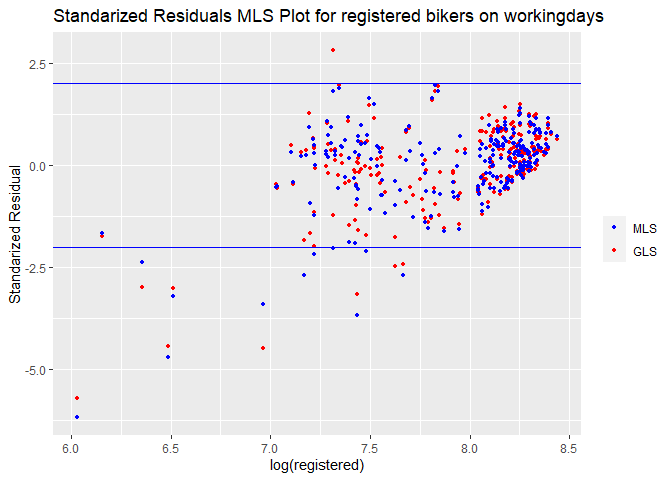 Standarized Residuals MLS Plot for registered bikers on workingdays
Standarized Residual
2.5
0.0
-2.5
-5.0
6.0 6.5 7.0 7.5 8.0 8.5
log(registered)
MLS
GLS